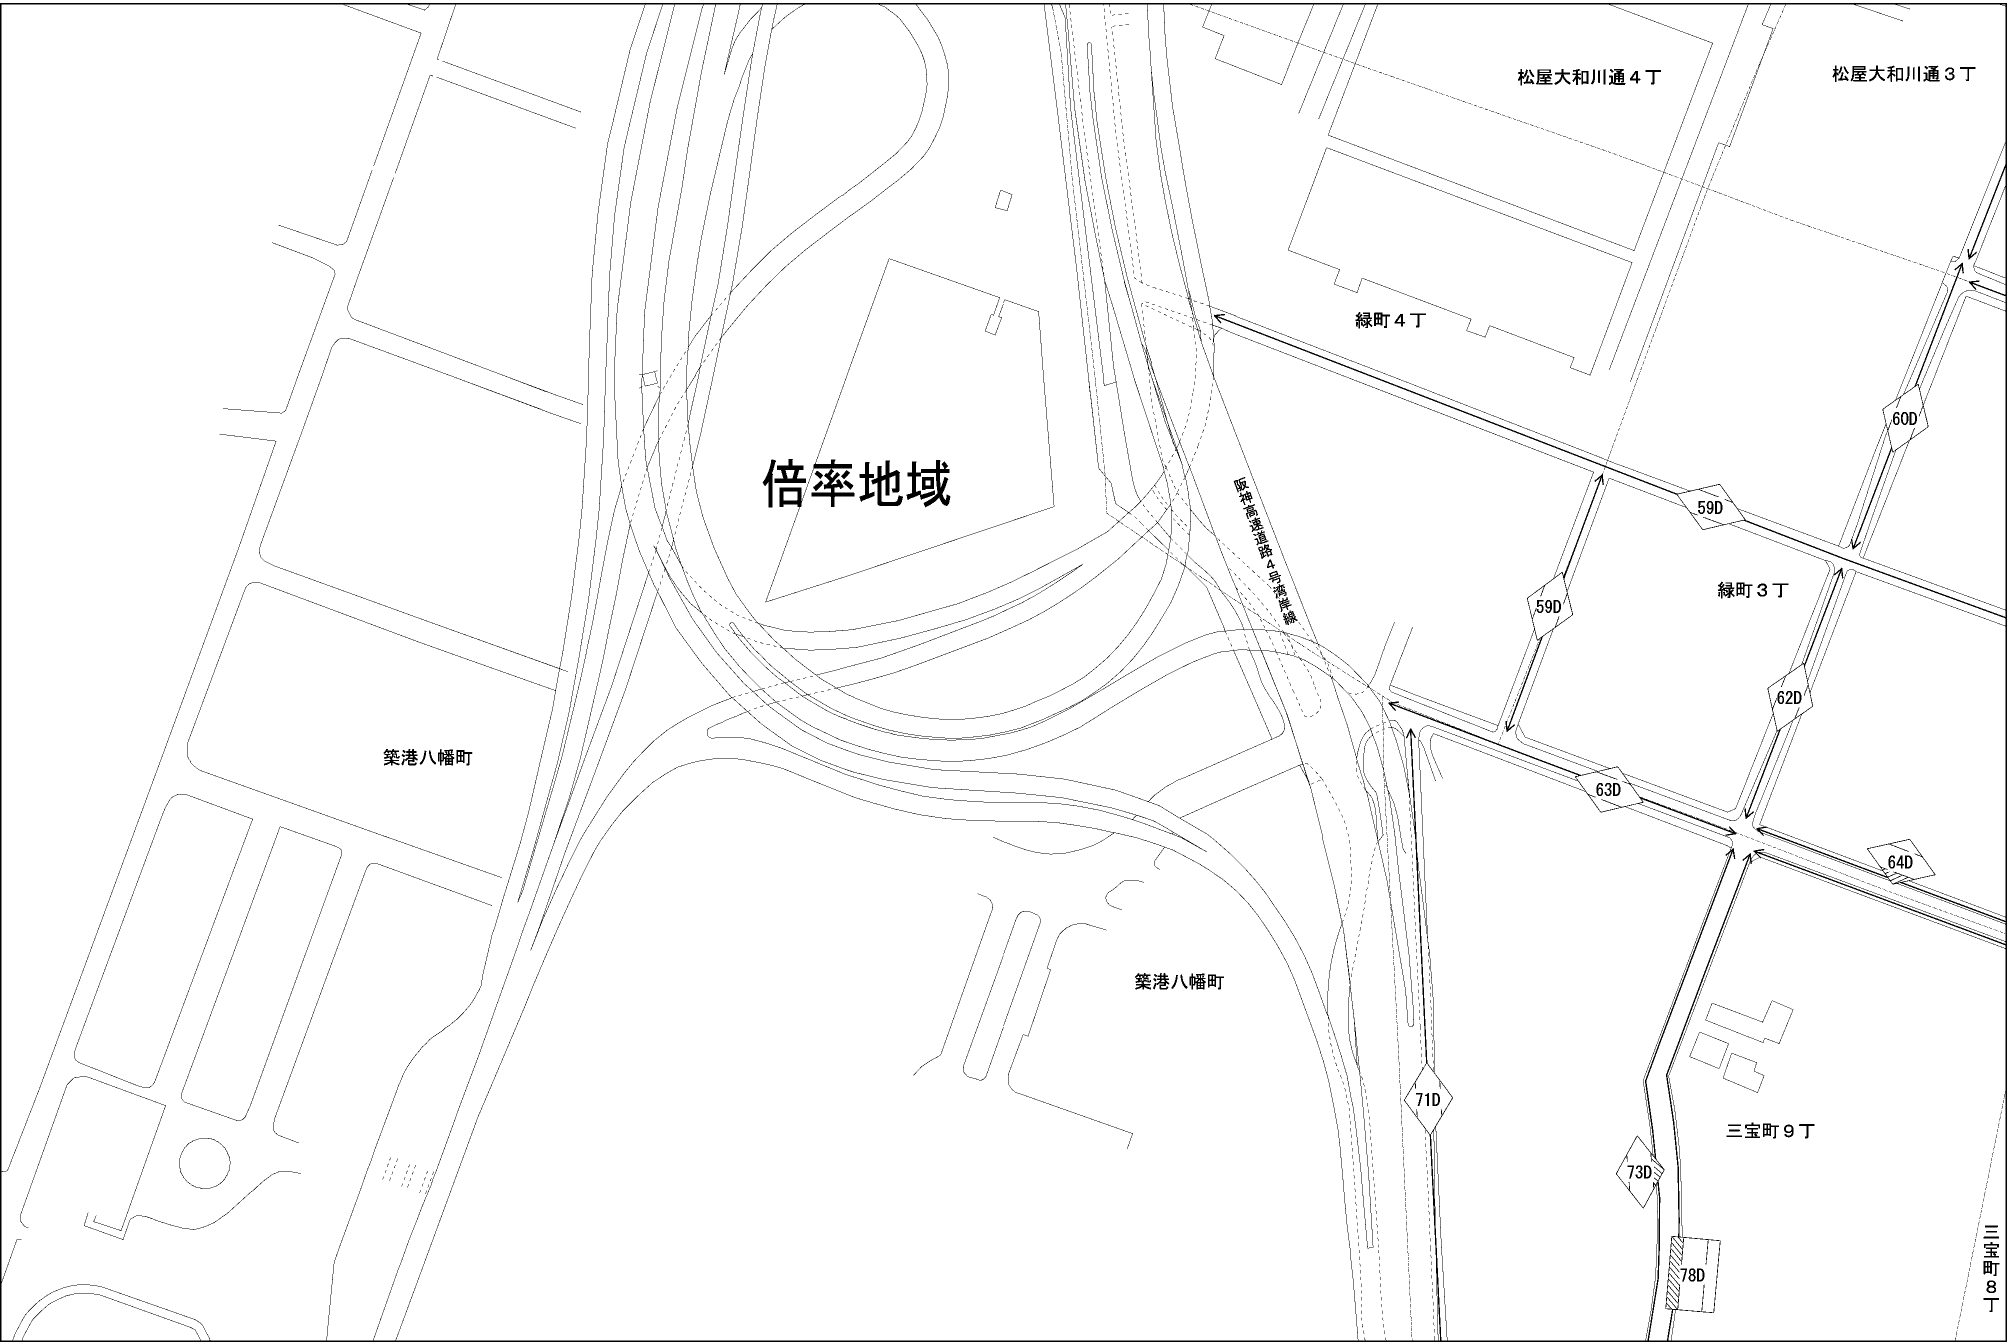 松屋大和川通４丁
松屋大和川通３丁
緑町４丁
60D
倍率地域
阪神高速道路４号湾岸線
59D
緑町３丁
59D
62D
築港八幡町
63D
64D
築港八幡町
71D
三宝町９丁
73D
三宝町８丁
78D